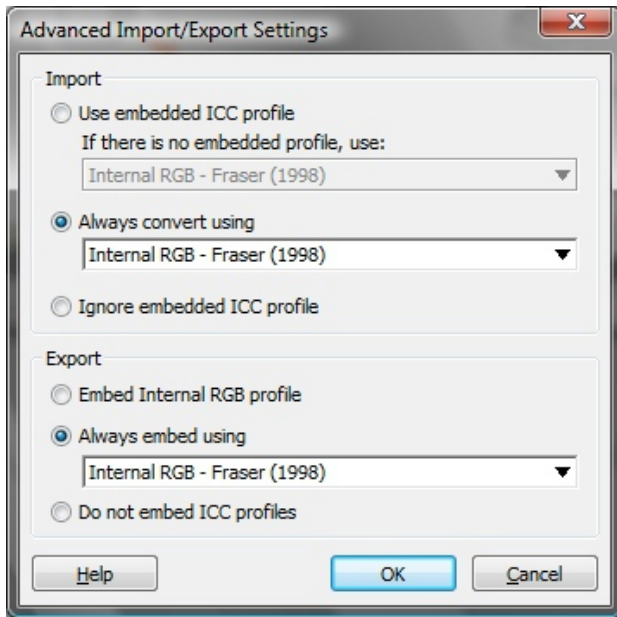 Advanced Import/Export Settings
Import
Use embedded ICC profile
If there is no embedded profile, use:
Internal RGB - Fraser (1998)
Always convert using
Internal RGB - Fraser (1998)
Ignore embedded ICC profile
Export
Embed Internal RGB profile
Always embed using
Internal RGB - Fraser (1998)
Do not embed ICC profiles
Help OK Cancel